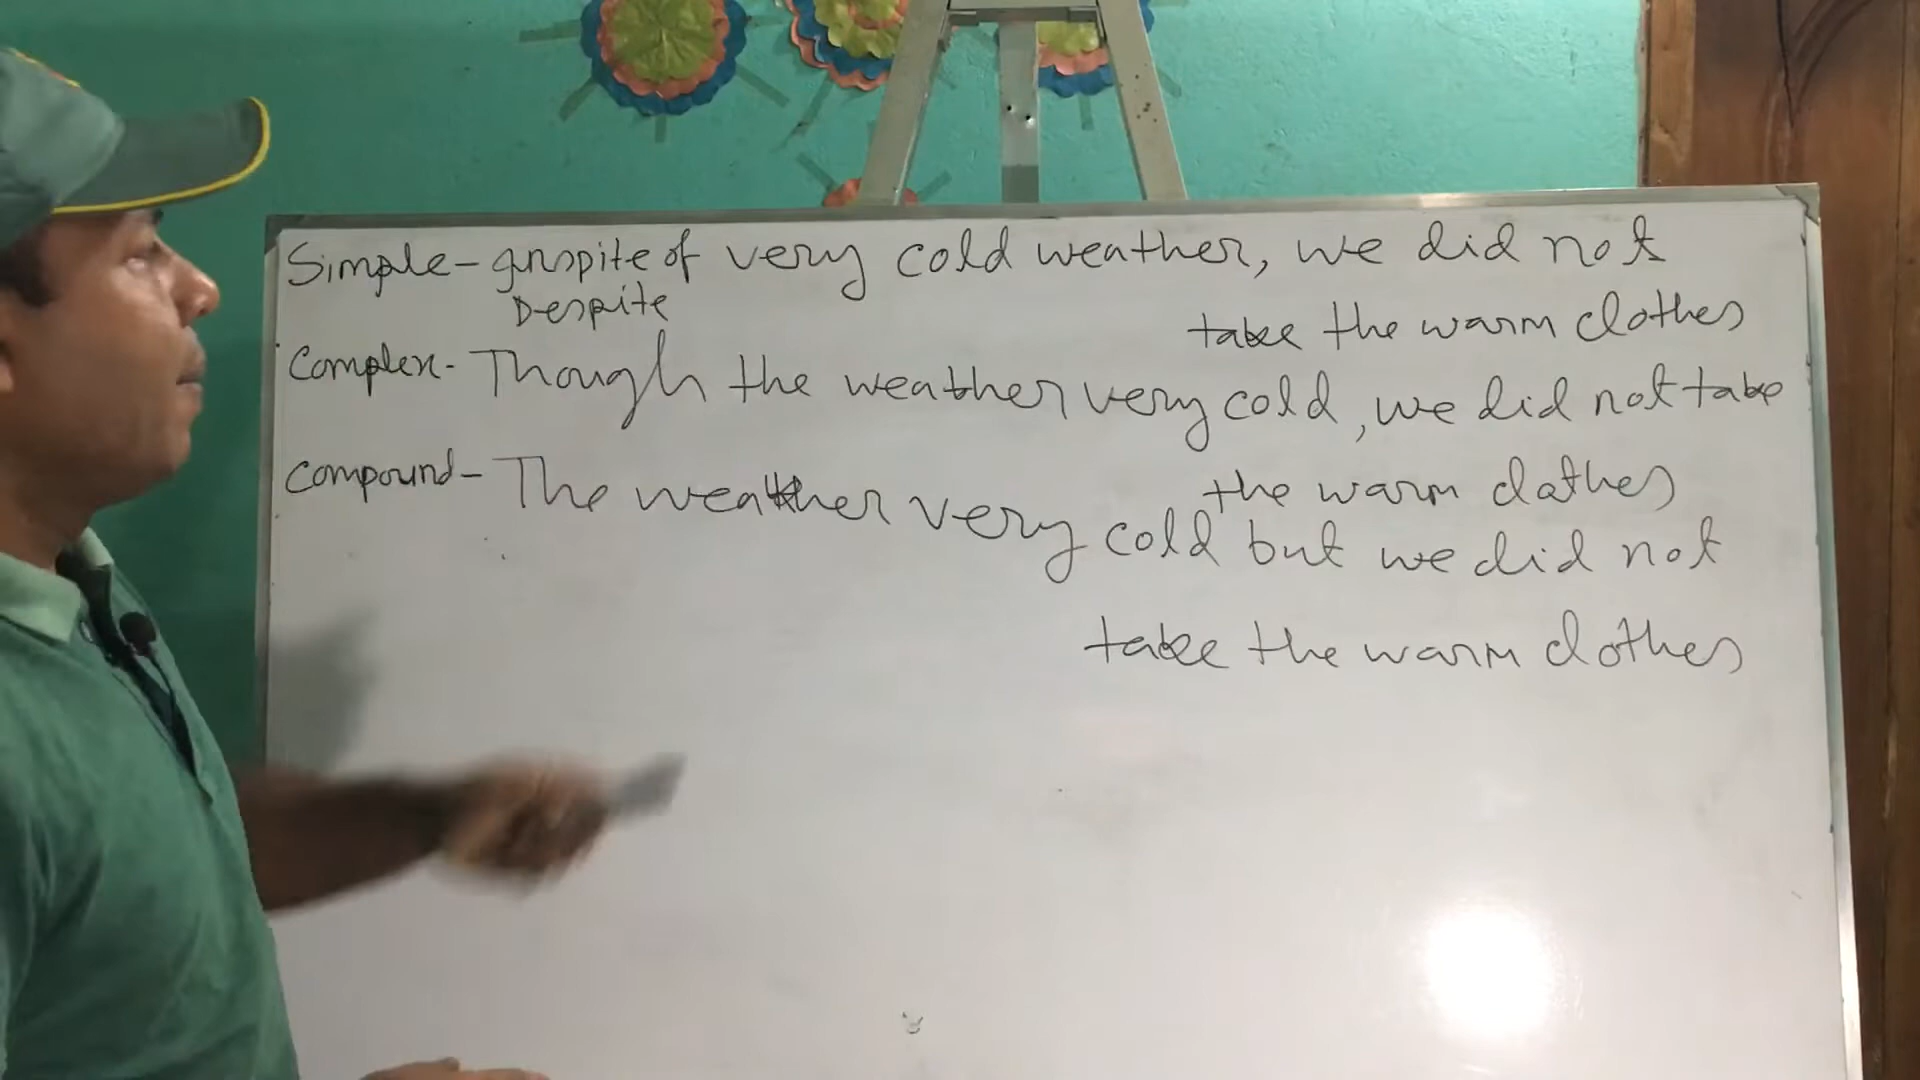 Simple - Inspite of very cold weather, we did not
Despite
take the warm clothes
Complex - Though the weather very cold, we did not take
the warm clathes
Compound - The weather very cold but we did not
take the warm clothes